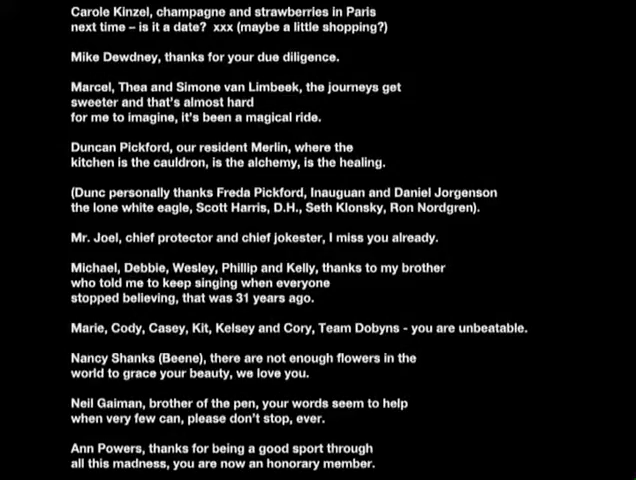 Carole Kinzel, champagne and strawberries in Paris
next time – is it a date?  xxx (maybe a little shopping?)
Mike Dewdney, thanks for your due diligence.
Marcel, Thea and Simone van Limbeek, the journeys get
sweeter and that's almost hard
for me to imagine, it's been a magical ride.
Duncan Pickford, our resident Merlin, where the
kitchen is the cauldron, is the alchemy, is the healing.
(Dunc personally thanks Freda Pickford, Inauguan and Daniel Jorgenson
the lone white eagle, Scott Harris, D.H., Seth Klonsky, Ron Nordgren).
Mr. Joel, chief protector and chief jokester, I miss you already.
Michael, Debbie, Wesley, Phillip and Kelly, thanks to my brother
who told me to keep singing when everyone
stopped believing, that was 31 years ago.
Marie, Cody, Casey, Kit, Kelsey and Cory, Team Dobyns - you are unbeatable.
Nancy Shanks (Beene), there are not enough flowers in the
world to grace your beauty, we love you.
Neil Gaiman, brother of the pen, your words seem to help
when very few can, please don't stop, ever.
Ann Powers, thanks for being a good sport through
all this madness, you are now an honorary member.